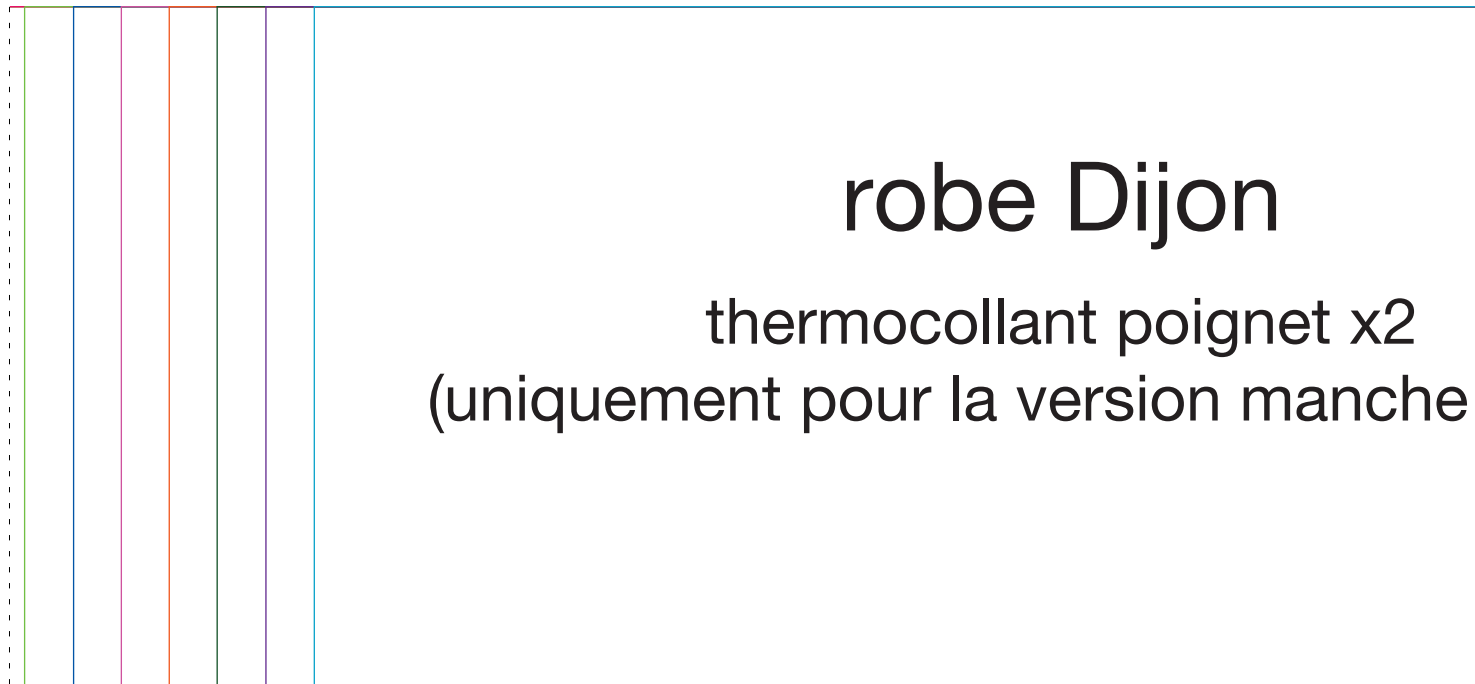 robe Dijon
thermocollant poignet x2
(uniquement pour la version manche